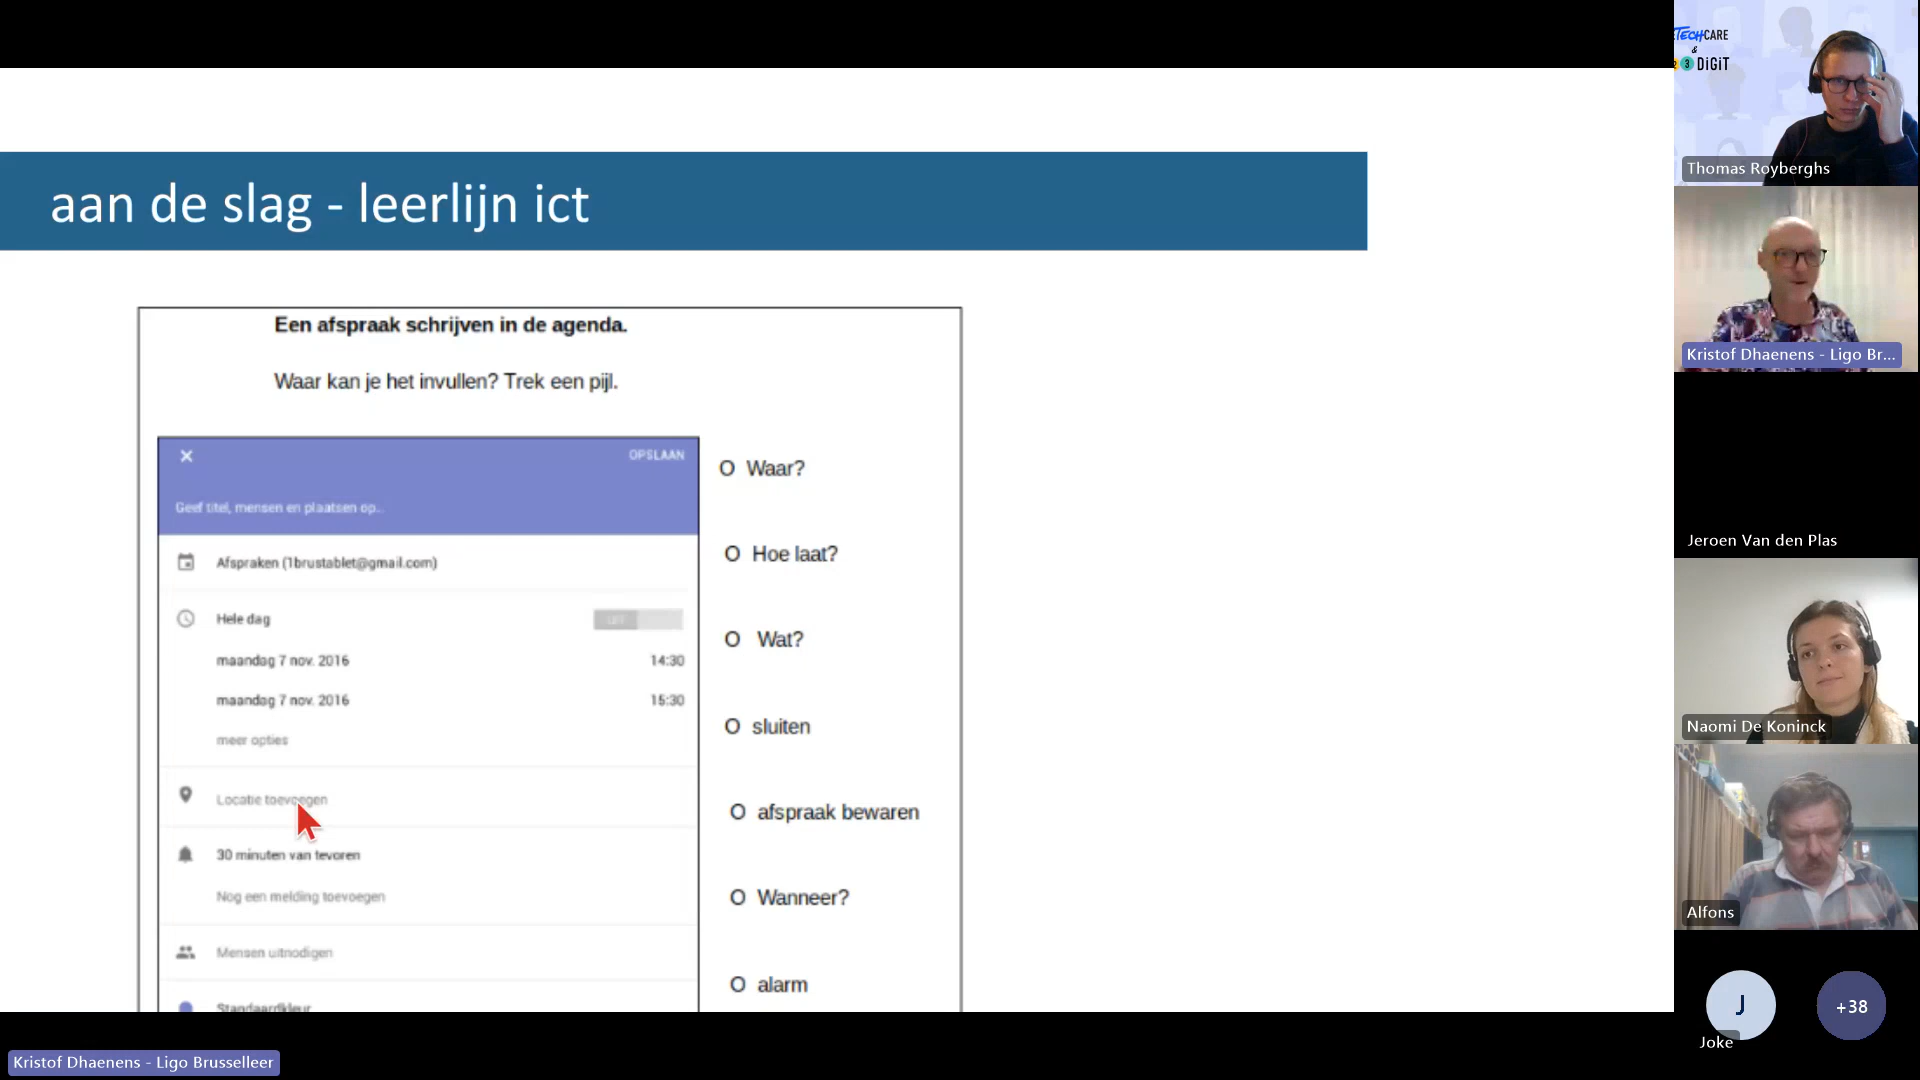 aan de slag - leerlijn ict
Een afspraak schrijven in de agenda.
Waar kan je het invullen? Trek een pijl.
OPSLAAN
Geef titel, mensen en plaatsen op...
Afspraken (1brustablet@gmail.com)
Hele dag
UIT
maandag 7 nov. 2016 14:30
maandag 7 nov. 2016 15:30
meer opties
Locatie toevoegen
30 minuten van tevoren
Nog een melding toevoegen
Mensen uitnodigen
Standaardkleur
O Waar?
O Hoe laat?
O Wat?
O sluiten
O afspraak bewaren
O Wanneer?
O alarm
TECHCARE
&
2 3 DiGiT
Thomas Royberghs
Kristof Dhaenens - Ligo Br...
Jeroen Van den Plas
Naomi De Koninck
Alfons
J
+38
Joke
Kristof Dhaenens - Ligo Brusselleer